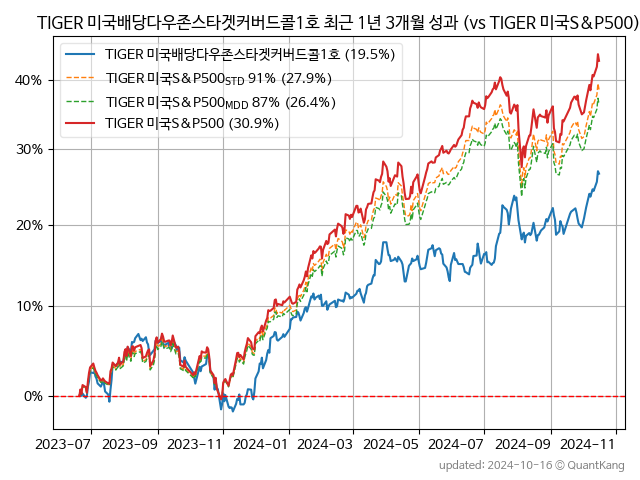 TIGER 미국배당다우존스타겟커버드콜1호 최근 1년 3개월 성과 (vs TIGER 미국S&P500)
TIGER 미국배당다우존스타겟커버드콜1호 (19.5%)
TIGER 미국S&P500STD 91% (27.9%)
TIGER 미국S&P500MDD 87% (26.4%)
TIGER 미국S&P500 (30.9%)
40%
30%
20%
10%
0%
2023-07 2023-09 2023-11 2024-01 2024-03 2024-05 2024-07 2024-09 2024-11
updated: 2024-10-16 © QuantKang